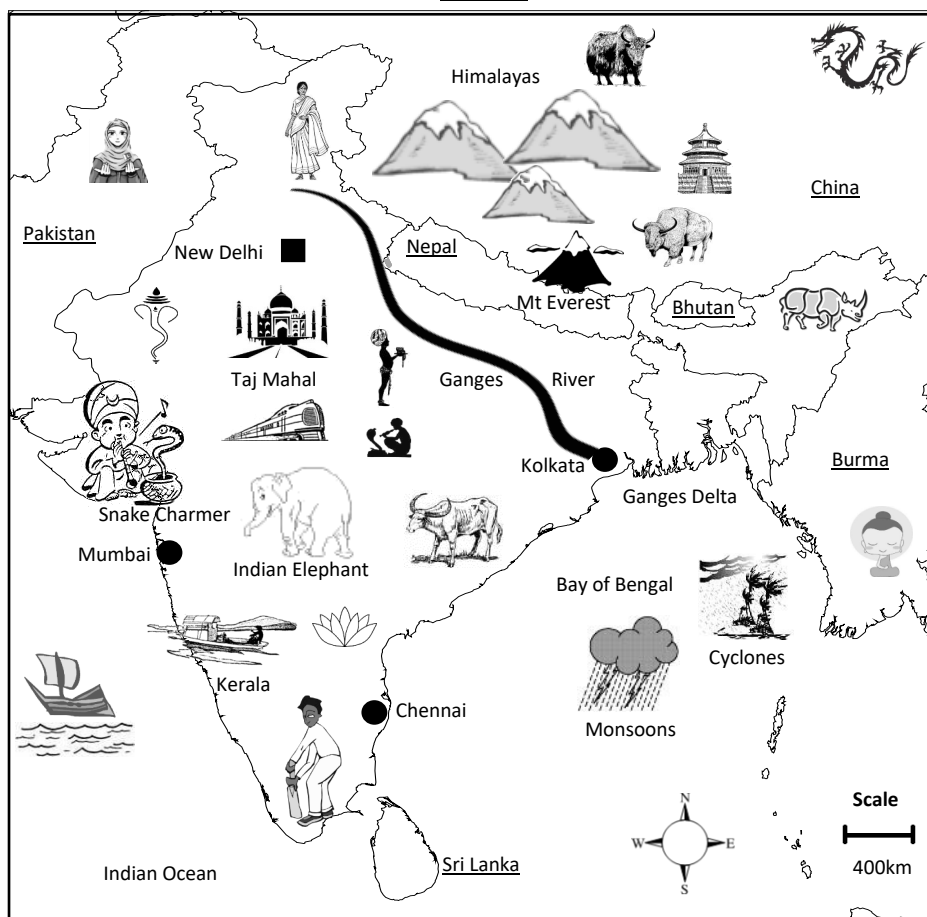 Himalayas
China
Pakistan
Nepal
New Delhi
Mt Everest
Bhutan
Taj Mahal
Ganges River
Burma
Kolkata
Ganges Delta
Snake Charmer
Mumbai
Indian Elephant
Bay of Bengal
Cyclones
Kerala
Chennai
Monsoons
N
Scale
W E
400km
S
Sri Lanka
Indian Ocean